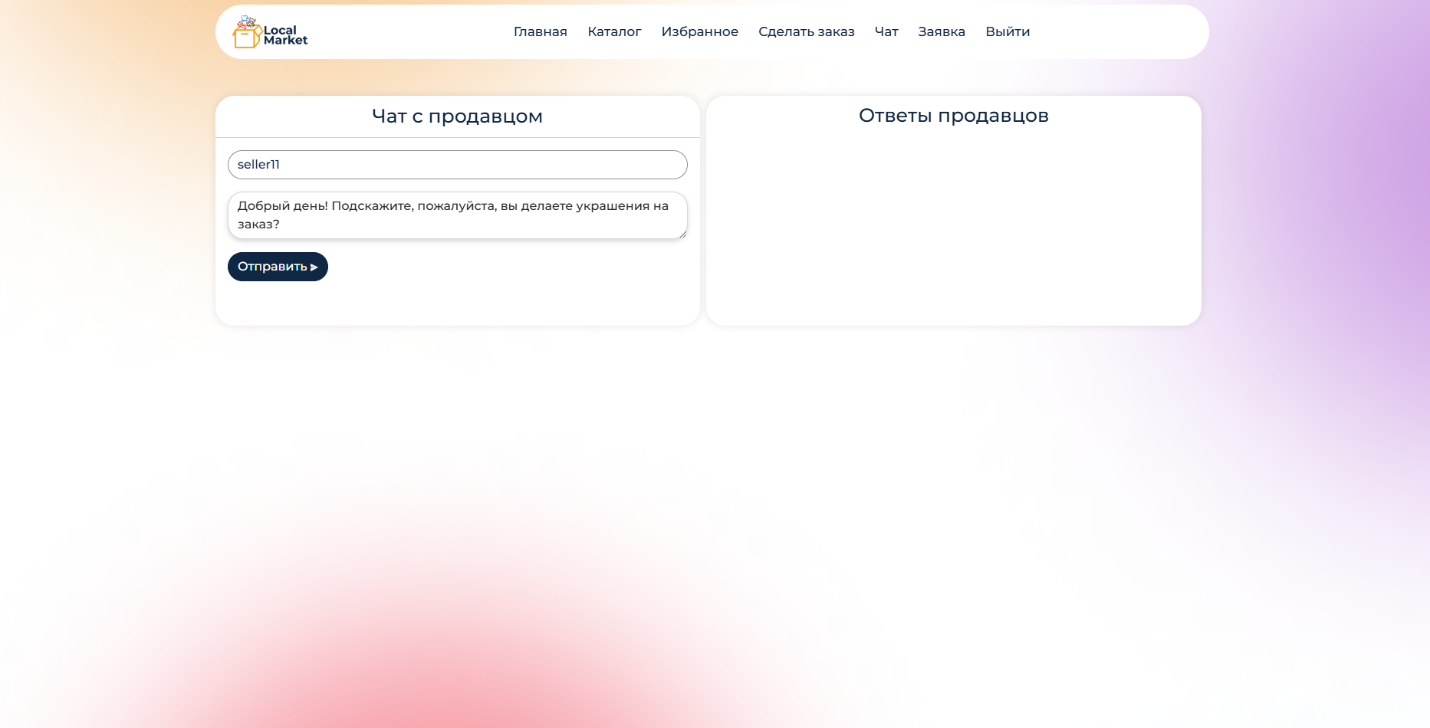 Local
Market
Главная Каталог Избранное Сделать заказ Чат Заявка Выйти
Чат с продавцом
seller11
Добрый день! Подскажите, пожалуйста, вы делаете украшения на
заказ?
Отправить
Ответы продавцов